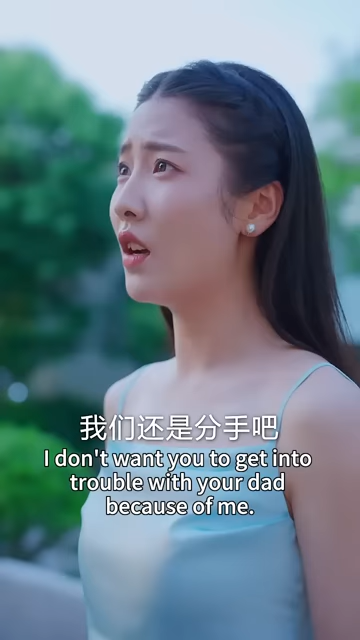 我们还是分手吧
I don't want you to get into
trouble with your dad
because of me.